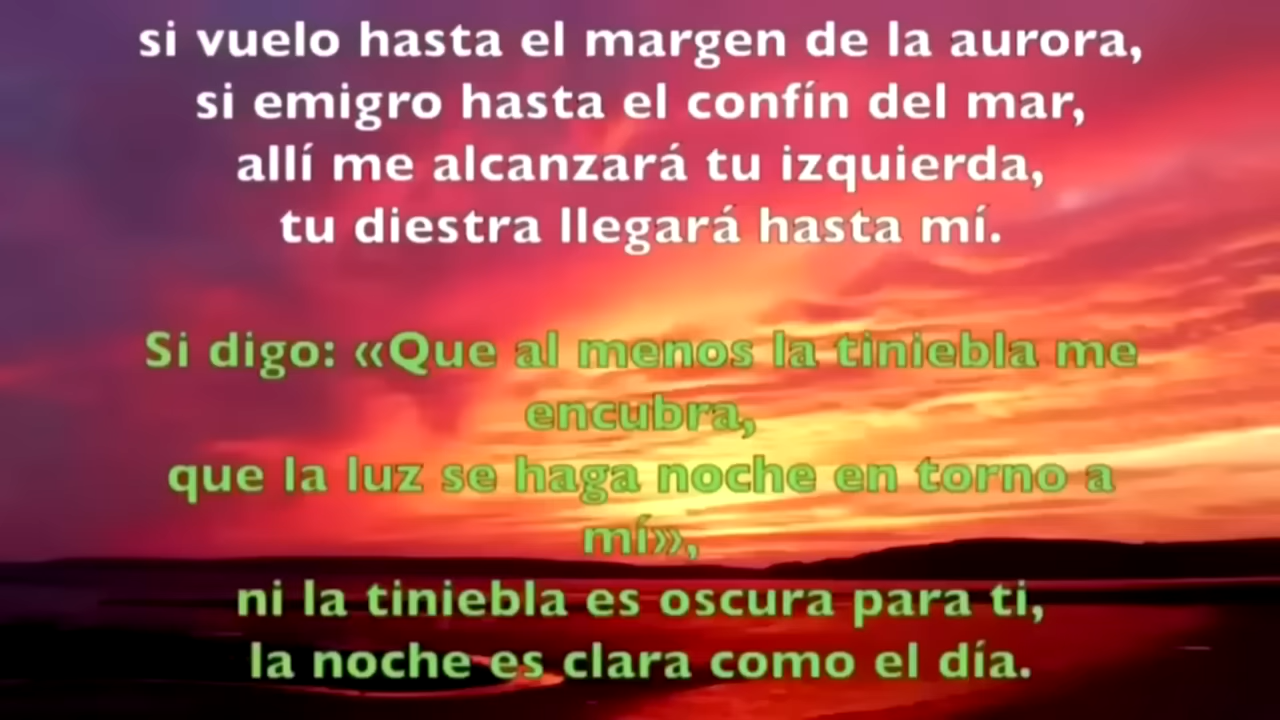 si vuelo hasta el margen de la aurora,
si emigro hasta el confín del mar,
allí me alcanzará tu izquierda,
tu diestra llegará hasta mí.
Si digo: «Que al menos la tiniebla me
encubra,
que la luz se haga noche en torno a
mí»,
ni la tiniebla es oscura para ti,
la noche es clara como el día.